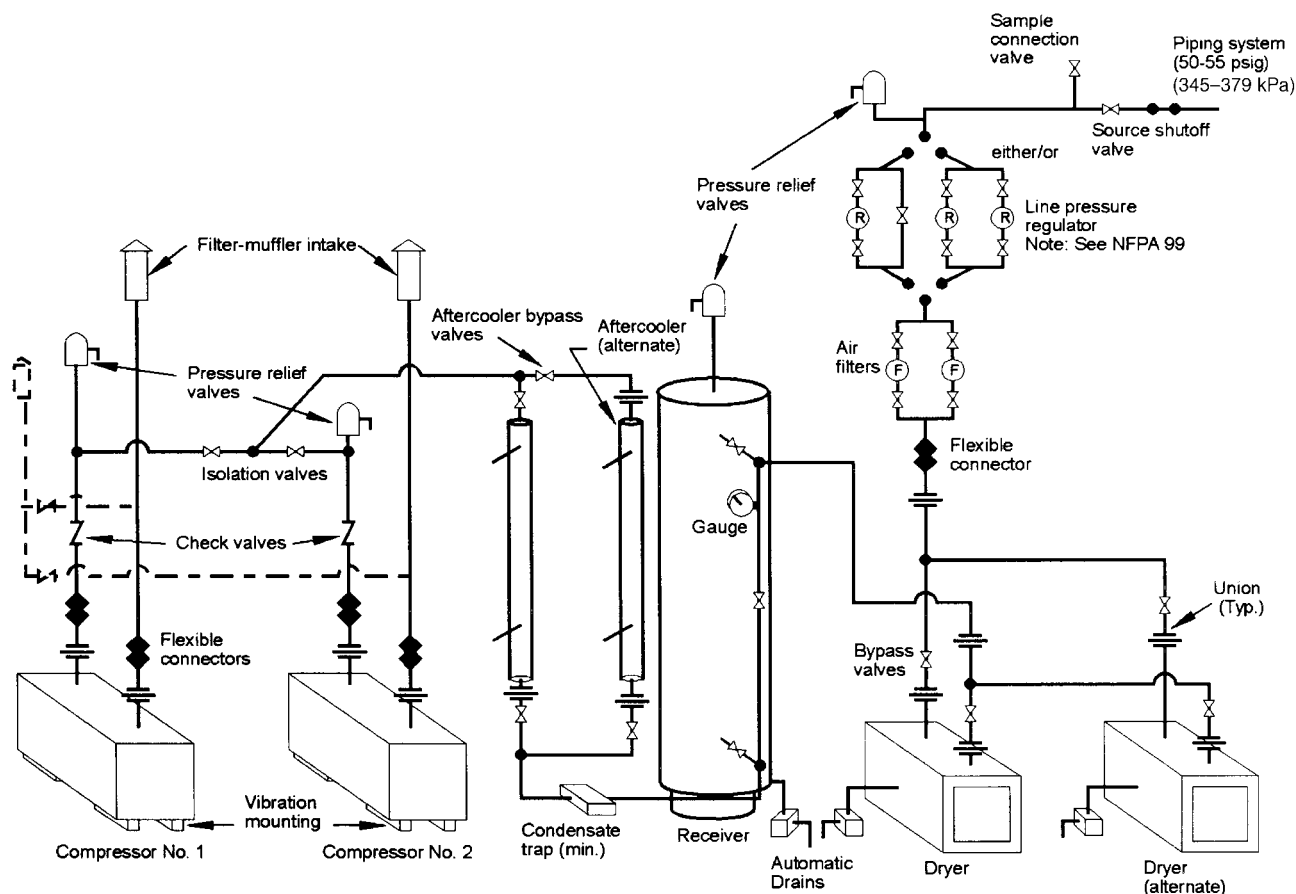 Sample
connection
valve
Piping system
(50-55 psig)
(345–379 kPa)
Source shutoff
valve
either/or
Pressure relief
valves
R
R
R
Line pressure
regulator
Note: See NFPA 99
Filter-muffler intake
Aftercooler bypass
valves
Aftercooler
(alternate)
Air
filters
F
F
Pressure relief
valves
Isolation valves
Flexible
connector
Gauge
Check valves
Union
(Typ.)
Flexible
connectors
Bypass
valves
Vibration
mounting
Compressor No. 1
Compressor No. 2
Condensate
trap (min.)
Receiver
Automatic
Drains
Dryer
Dryer
(alternate)